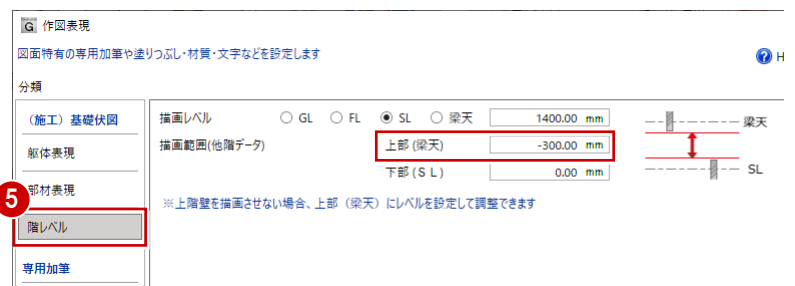 G 作図表現
図面特有の専用加筆や塗りつぶし・材質・文字などを設定します
? H
分類
(施工)基礎伏図
躯体表現
部材表現
5
階レベル
専用加筆
描画レベル GL FL SL 梁天 1400.00 mm
描画範囲(他階データ) 上部(梁天) -300.00 mm
下部(SL) 0.00 mm
※上階壁を描画させない場合、上部(梁天)にレベルを設定して調整できます
梁天
SL